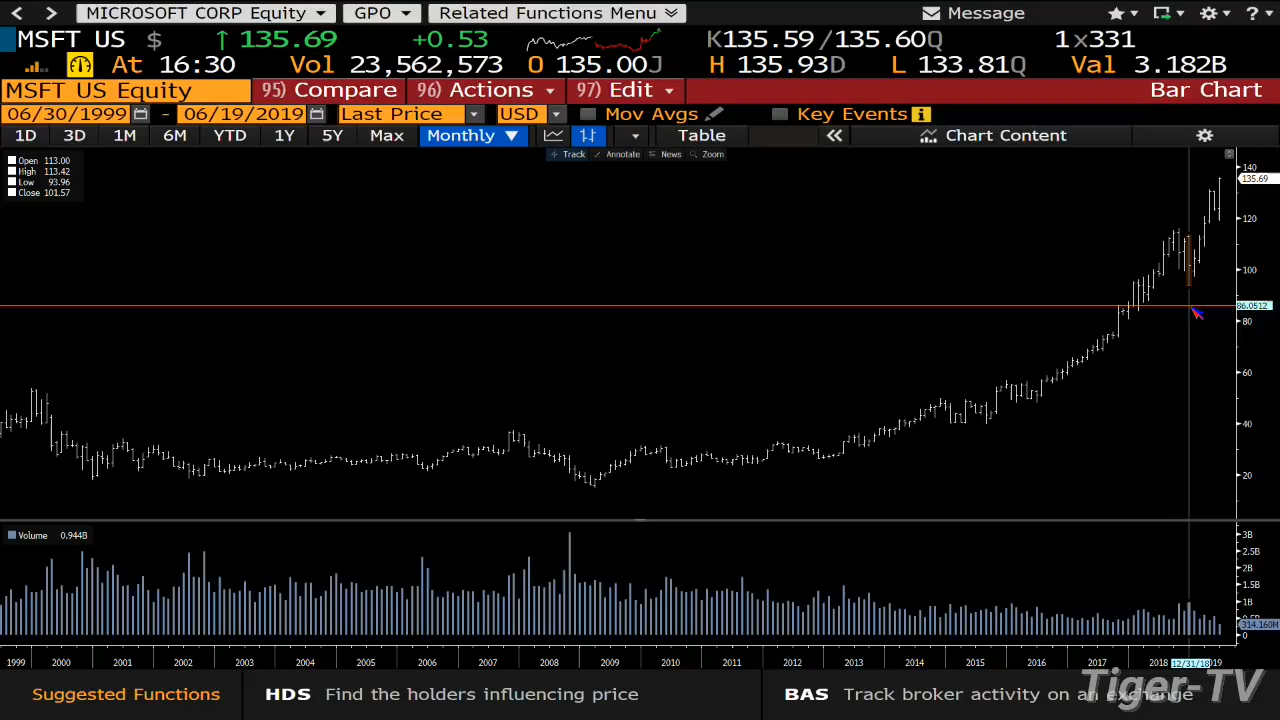 MICROSOFT CORP Equity GPO Related Functions Menu Message
MSFT US $ ↑ 135.69 +0.53 K135.59/135.60Q 1x331
At 16:30 Vol 23,562,573 O 135.00J H 135.93D L 133.81Q Val 3.182B
MSFT US Equity 95) Compare 96) Actions 97) Edit Bar Chart
06/30/1999 - 06/19/2019 Last Price USD Mov Avgs Key Events
1D 3D 1M 6M YTD 1Y 5Y Max Monthly ▼ Table « Chart Content
Track Annotate News Zoom
Open 113.00
High 113.42
Low 93.96
Close 101.57
140
135.69
120
100
86.0512
80
60
40
20
Volume 0.944B
3B
2.5B
2B
1.5B
1B
0.5B
314.160M
0
1999 2000 2001 2002 2003 2004 2005 2006 2007 2008 2009 2010 2011 2012 2013 2014 2015 2016 2017 2018 12/31/18
Suggested Functions HDS Find the holders influencing price BAS Track broker activity on an exchange
Tiger-TV